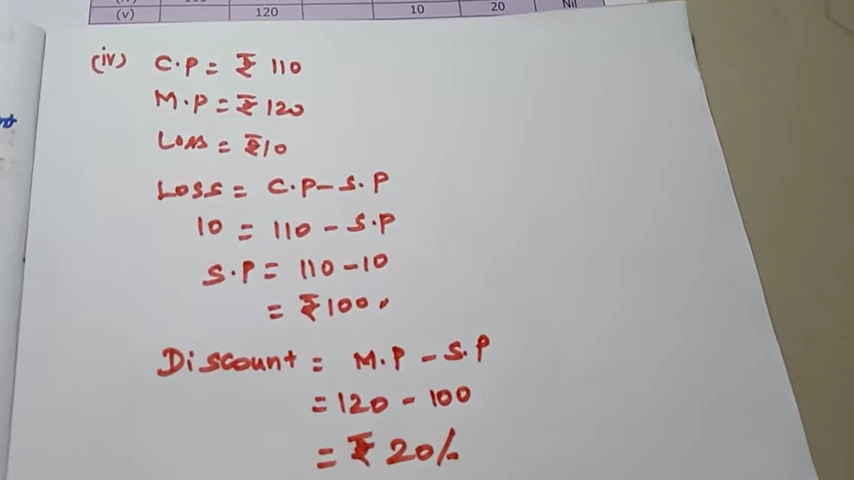 (v) 120 10 20 Nil
(iv) C.P = ₹ 110
M.P = ₹ 120
Loss = ₹10
Loss = C.P - S.P
10 = 110 - S.P
S.P = 110 - 10
= ₹ 100.
Discount = M.P - S.P
= 120 - 100
= ₹ 20/.